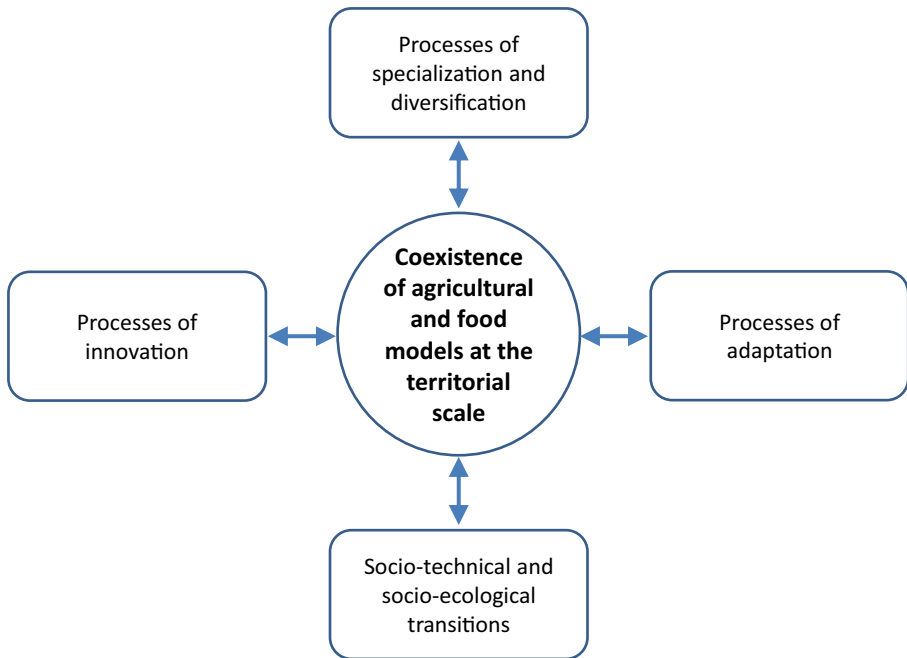 Processes of
specialization and
diversification
Processes of
innovation
Coexistence
of agricultural
and food
models at the
territorial
scale
Processes of
adaptation
Socio-technical and
socio-ecological
transitions